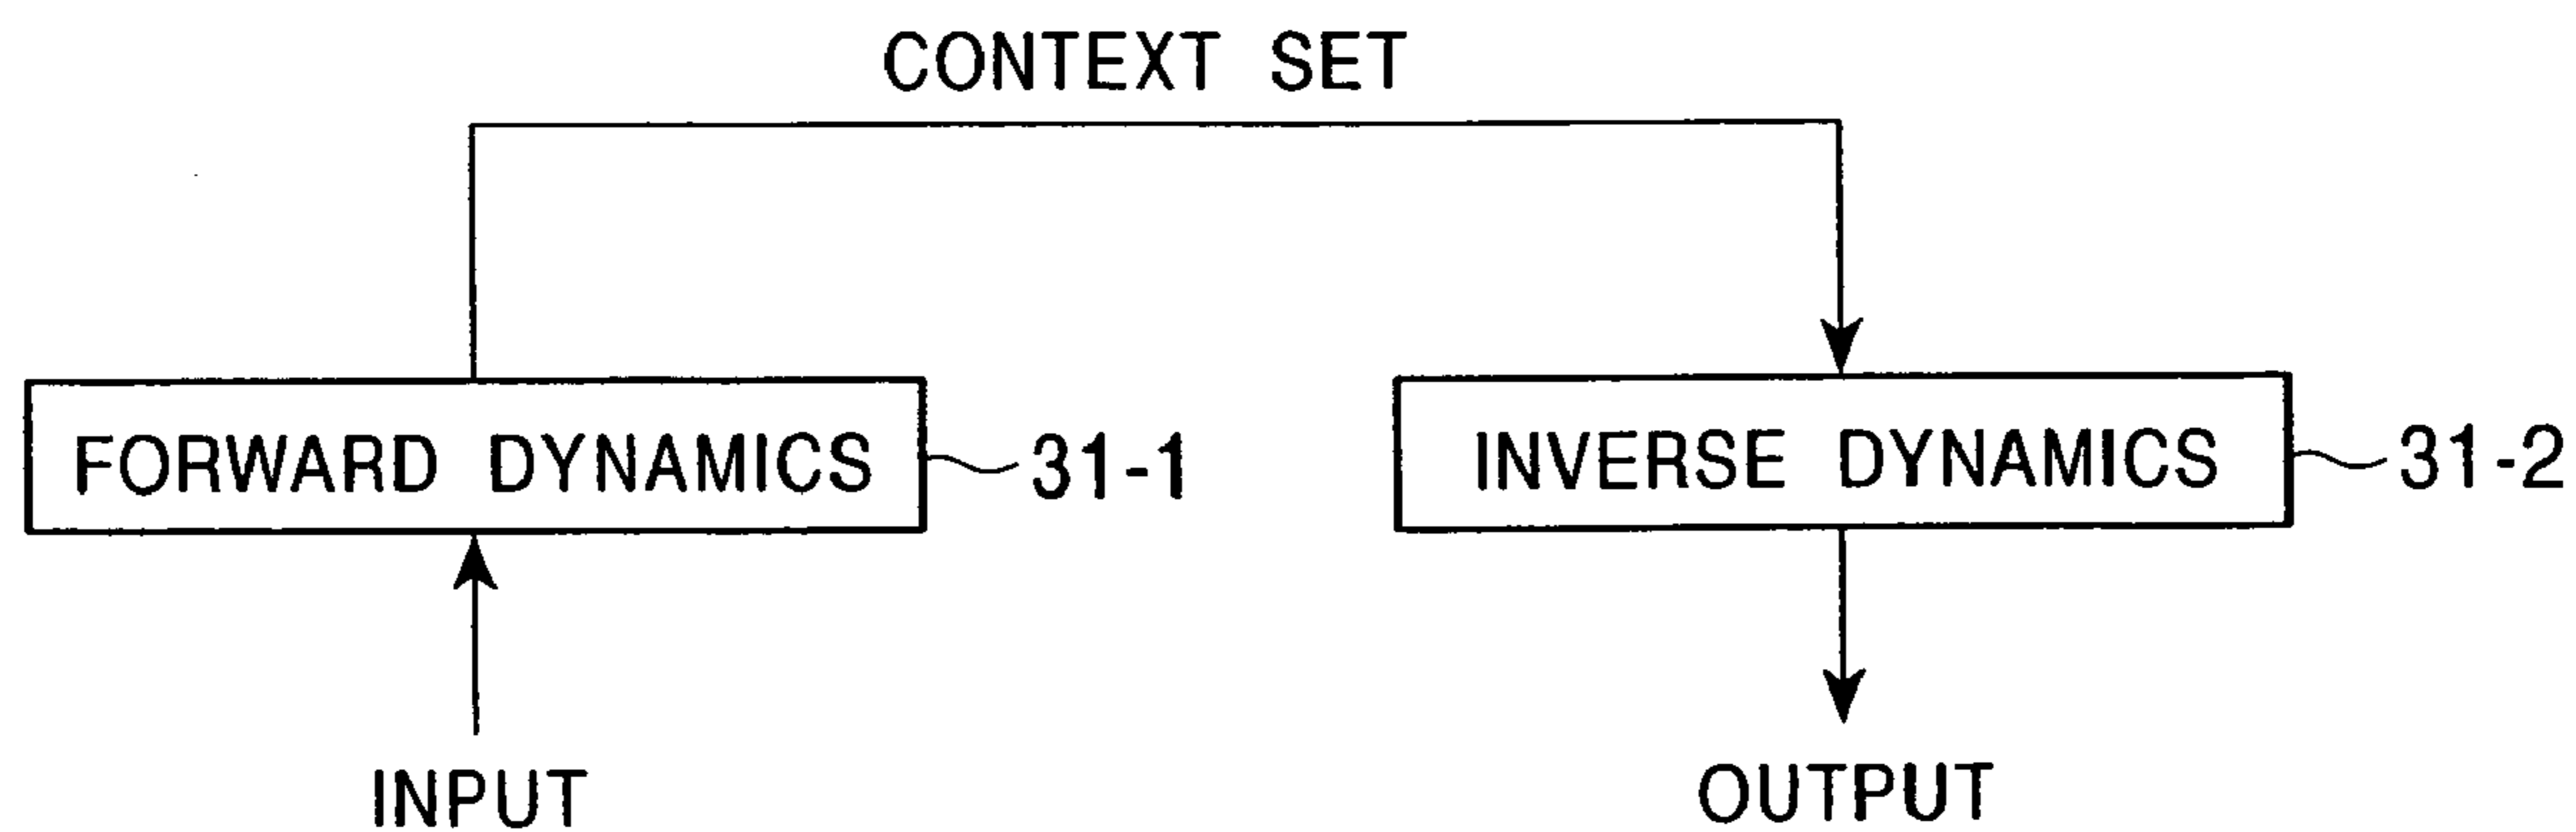 CONTEXT SET
FORWARD DYNAMICS
31-1
INVERSE DYNAMICS
31-2
INPUT
OUTPUT